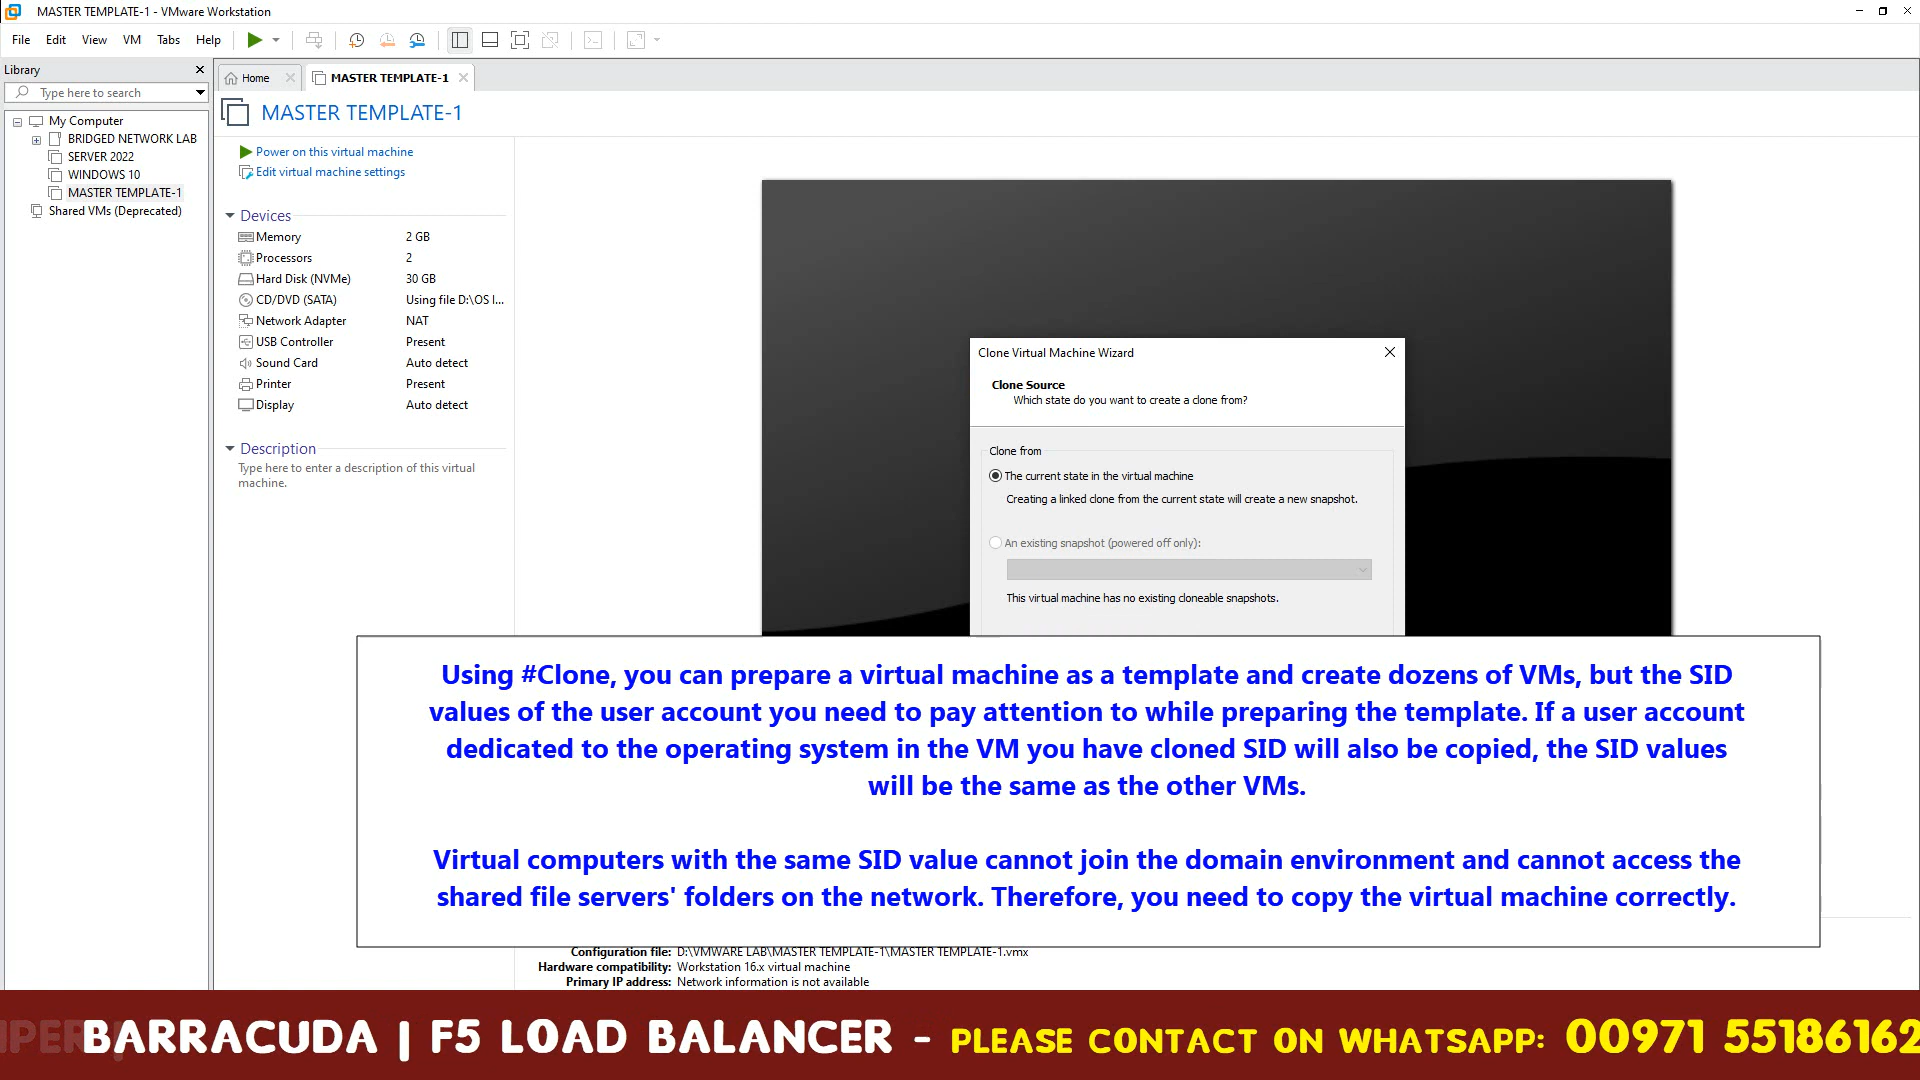 MASTER TEMPLATE-1 - VMware Workstation
File Edit View VM Tabs Help
Library
Type here to search
My Computer
BRIDGED NETWORK LAB
SERVER 2022
WINDOWS 10
MASTER TEMPLATE-1
Shared VMs (Deprecated)
Home
MASTER TEMPLATE-1
MASTER TEMPLATE-1
Power on this virtual machine
Edit virtual machine settings
Devices
Memory 2 GB
Processors 2
Hard Disk (NVMe) 30 GB
CD/DVD (SATA) Using file D:\OS I...
Network Adapter NAT
USB Controller Present
Sound Card Auto detect
Printer Present
Display Auto detect
Description
Type here to enter a description of this virtual
machine.
Clone Virtual Machine Wizard
Clone Source
Which state do you want to create a clone from?
Clone from
The current state in the virtual machine
Creating a linked clone from the current state will create a new snapshot.
An existing snapshot (powered off only):
This virtual machine has no existing cloneable snapshots.
Using #Clone, you can prepare a virtual machine as a template and create dozens of VMs, but the SID
values of the user account you need to pay attention to while preparing the template. If a user account
dedicated to the operating system in the VM you have cloned SID will also be copied, the SID values
will be the same as the other VMs.
Virtual computers with the same SID value cannot join the domain environment and cannot access the
shared file servers' folders on the network. Therefore, you need to copy the virtual machine correctly.
Configuration file: D:\VMWARE LAB\MASTER TEMPLATE-1\MASTER TEMPLATE-1.vmx
Hardware compatibility: Workstation 16.x virtual machine
Primary IP address: Network information is not available
BARRACUDA | F5 LOAD BALANCER - PLEASE CONTACT ON WHATSAPP: 00971 55186162